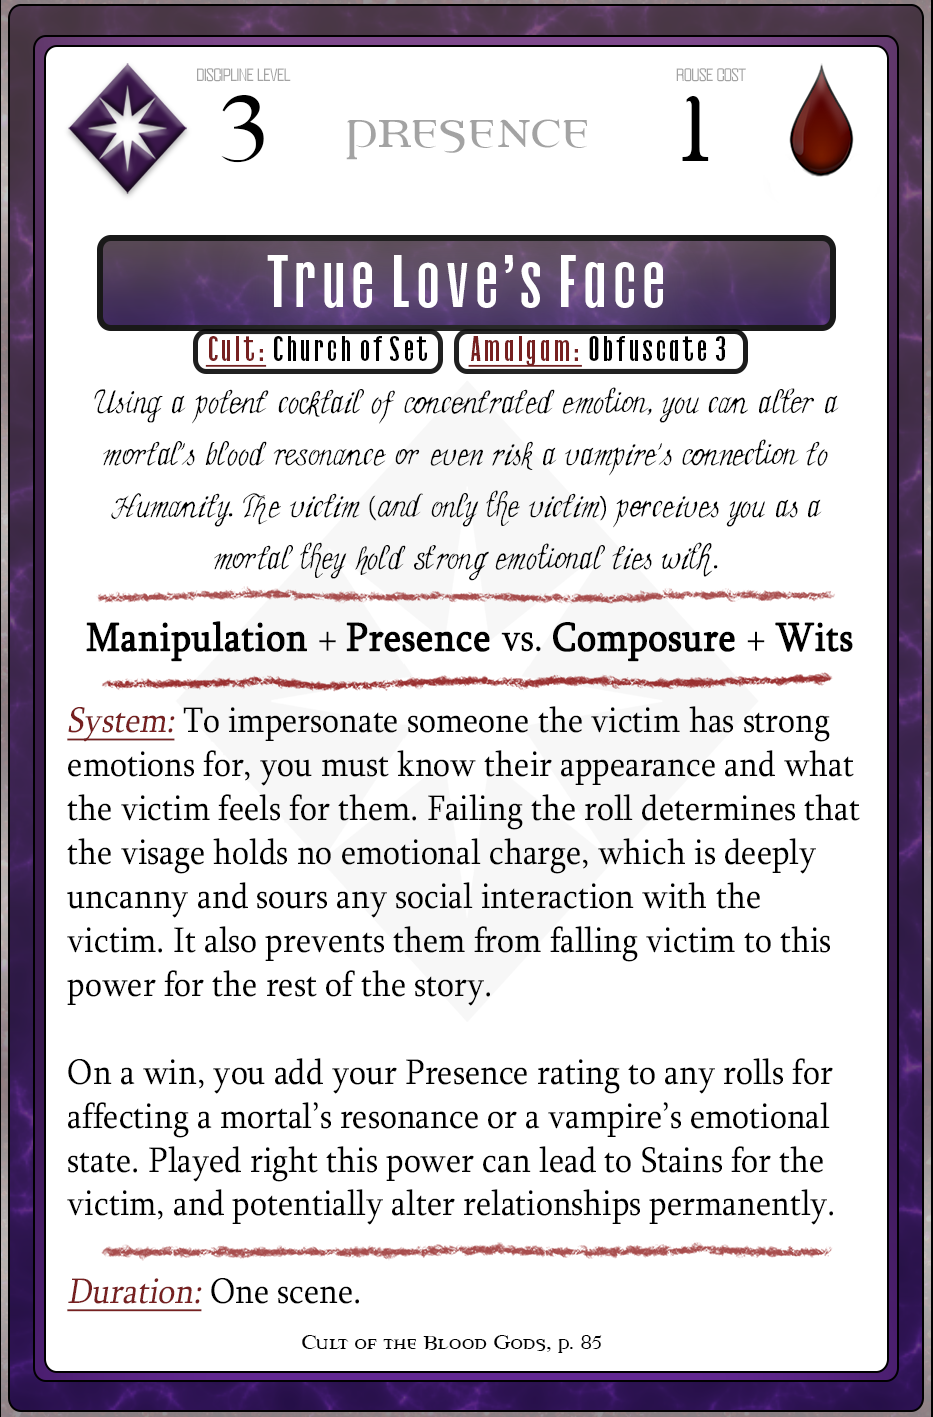 DISCIPLINE LEVEL
3
PRESENCE
ROUSE COST
1
True Love's Face
Cult: Church of Set
Amalgam: Obfuscate 3
Using a potent cocktail of concentrated emotion, you can alter a
mortal's blood resonance or even risk a vampire's connection to
Humanity. The victim (and only the victim) perceives you as a
mortal they hold strong emotional ties with.
Manipulation + Presence vs. Composure + Wits
System: To impersonate someone the victim has strong
emotions for, you must know their appearance and what
the victim feels for them. Failing the roll determines that
the visage holds no emotional charge, which is deeply
uncanny and sours any social interaction with the
victim. It also prevents them from falling victim to this
power for the rest of the story.
On a win, you add your Presence rating to any rolls for
affecting a mortal's resonance or a vampire's emotional
state. Played right this power can lead to Stains for the
victim, and potentially alter relationships permanently.
Duration: One scene.
Cult of the Blood Gods, p. 85